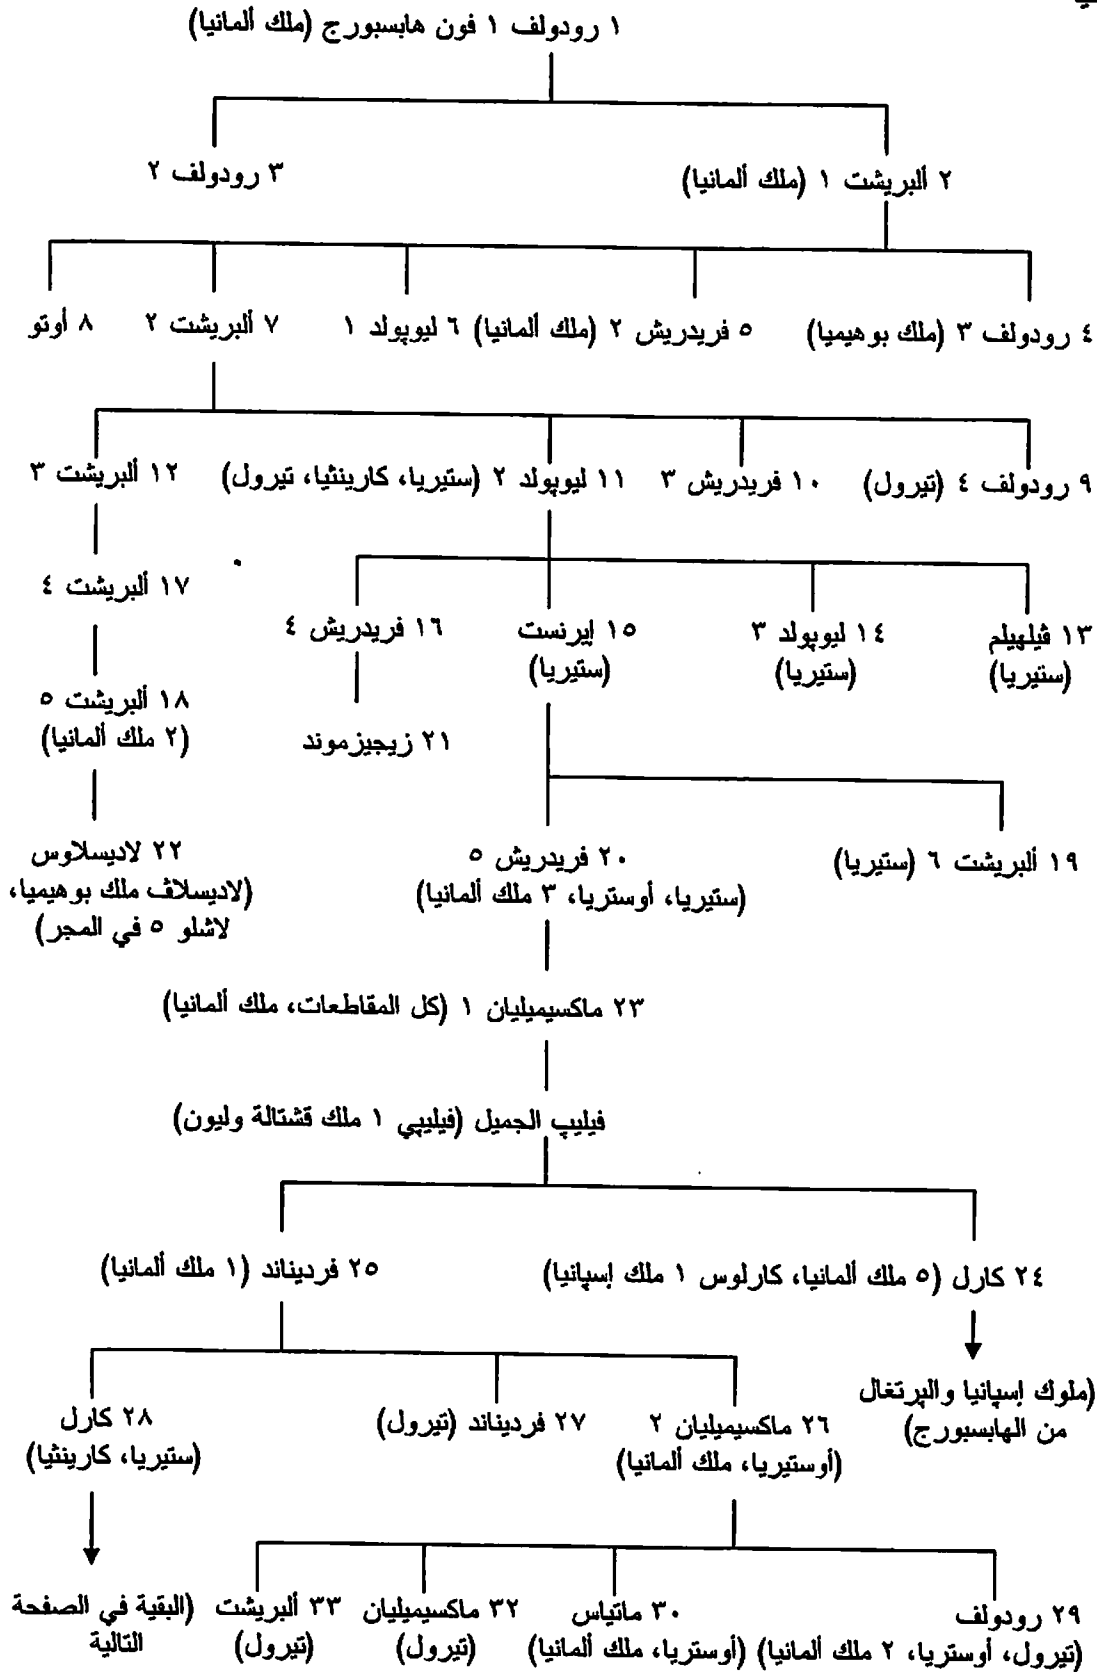 ١ رودولف ١ فون هابسبورج (ملك ألمانيا)
٢ ألبريشت ١ (ملك ألمانيا)
٣ رودولف ٢
٤ رودولف ٣ (ملك بوهيميا)
٥ فريدريش ٢ (ملك ألمانيا)
٦ ليوپولد ١
٧ ألبريشت ٢
٨ أوتو
٩ رودولف ٤ (تيرول)
١٠ فريدريش ٣
١١ ليوپولد ٢ (ستيريا، كارينثيا، تيرول)
١٢ ألبريشت ٣
١٧ ألبريشت ٤
١٣ ڤيلهيلم
(ستيريا)
١٤ ليوپولد ٣
(ستيريا)
١٥ إيرنست
(ستيريا)
١٦ فريدريش ٤
١٨ ألبريشت ٥
(٢ ملك ألمانيا)
٢١ زيجيزموند
١٩ ألبريشت ٦ (ستيريا)
٢٠ فريدريش ٥
(ستيريا، أوستريا، ٣ ملك ألمانيا)
٢٢ لاديسلاوس
(لاديسلاڤ ملك بوهيميا،
لاشلو ٥ في المجر)
٢٣ ماكسيميليان ١ (كل المقاطعات، ملك ألمانيا)
فيليپ الجميل (فيليپي ١ ملك قشتالة وليون)
٢٤ كارل (٥ ملك ألمانيا، كارلوس ١ ملك إسپانيا)
٢٥ فرديناند (١ ملك ألمانيا)
(ملوك إسپانيا والپرتغال
من الهابسبورج)
٢٦ ماكسيميليان ٢
(أوستيريا، ملك ألمانيا)
٢٧ فرديناند (تيرول)
٢٨ كارل
(ستيريا، كارينثيا)
٢٩ رودولف
(تيرول، أوستريا، ٢ ملك ألمانيا)
٣٠ ماتياس
(أوستريا، ملك ألمانيا)
٣٢ ماكسيميليان
(تيرول)
٣٣ ألبريشت
(تيرول)
(البقية في الصفحة
التالية